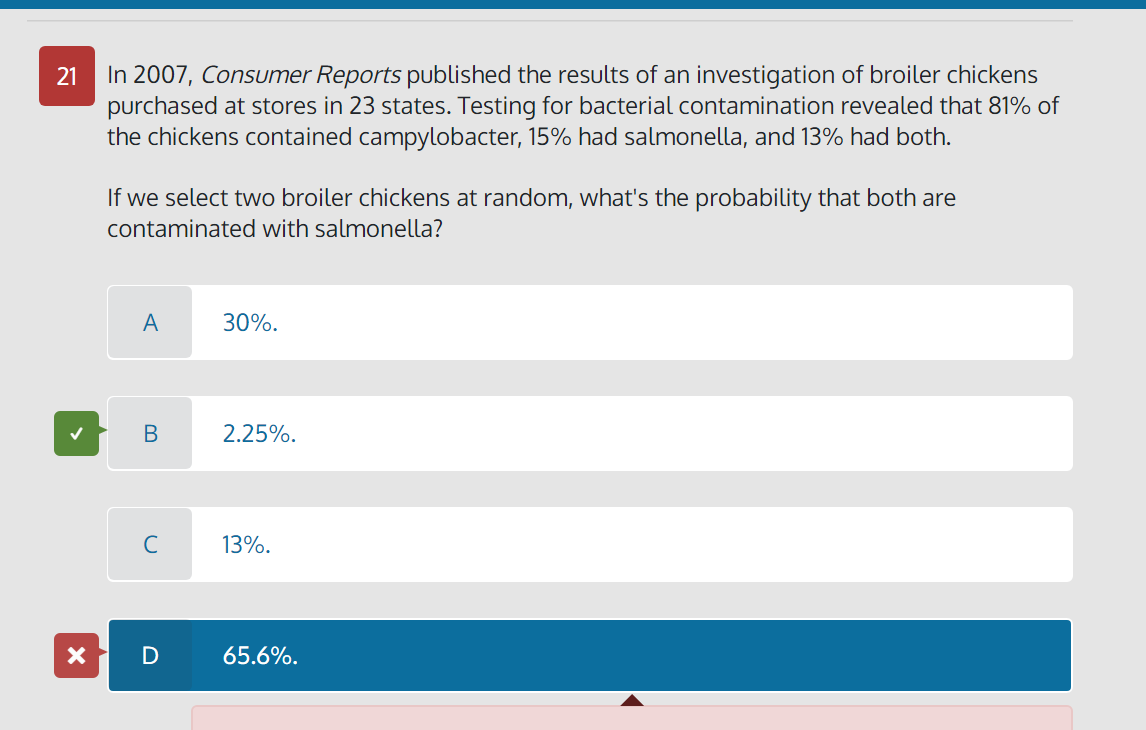 21
In 2007, Consumer Reports published the results of an investigation of broiler chickens
purchased at stores in 23 states. Testing for bacterial contamination revealed that 81% of
the chickens contained campylobacter, 15% had salmonella, and 13% had both.
If we select two broiler chickens at random, what's the probability that both are
contaminated with salmonella?
A 30%.
B 2.25%.
C 13%.
D 65.6%.